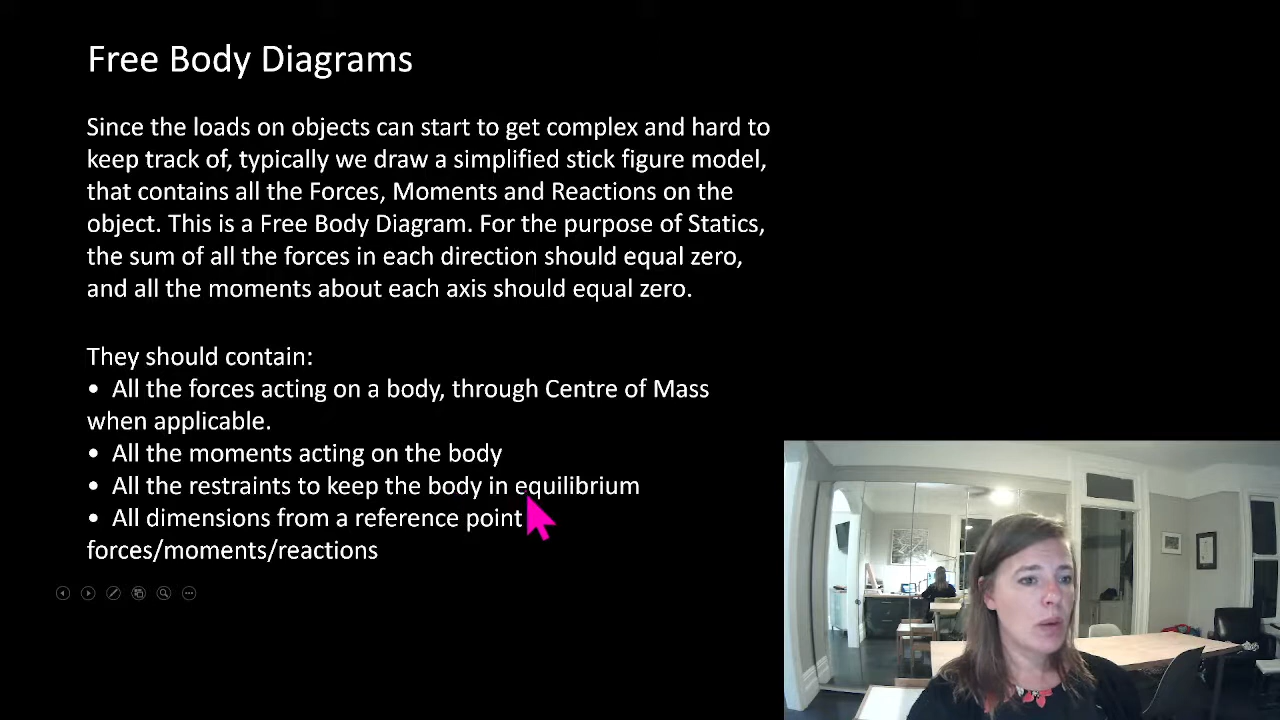 Free Body Diagrams
Since the loads on objects can start to get complex and hard to
keep track of, typically we draw a simplified stick figure model,
that contains all the Forces, Moments and Reactions on the
object. This is a Free Body Diagram. For the purpose of Statics,
the sum of all the forces in each direction should equal zero,
and all the moments about each axis should equal zero.
They should contain:
• All the forces acting on a body, through Centre of Mass
when applicable.
• All the moments acting on the body
• All the restraints to keep the body in equilibrium
• All dimensions from a reference point
forces/moments/reactions